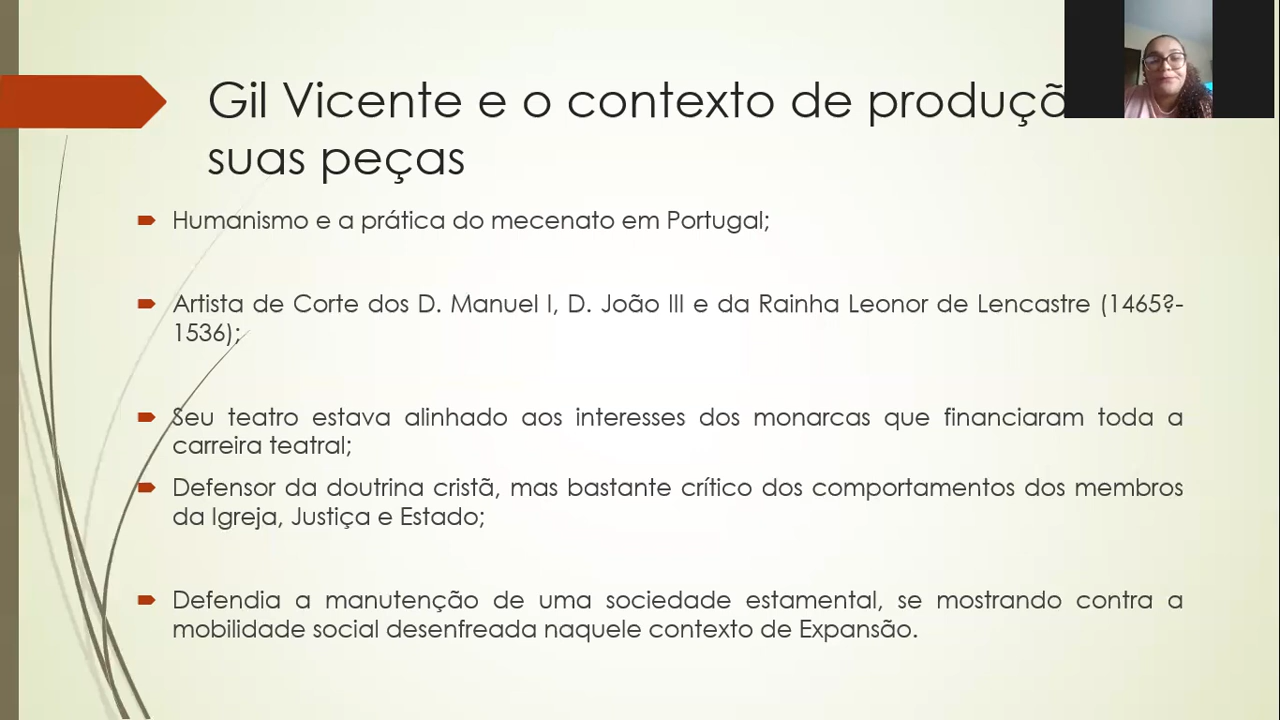 Gil Vicente e o contexto de produçõ
suas peças
Humanismo e a prática do mecenato em Portugal;
Artista de Corte dos D. Manuel I, D. João III e da Rainha Leonor de Lencastre (1465?-
1536);
Seu teatro estava alinhado aos interesses dos monarcas que financiaram toda a
carreira teatral;
Defensor da doutrina cristã, mas bastante crítico dos comportamentos dos membros
da Igreja, Justiça e Estado;
Defendia a manutenção de uma sociedade estamental, se mostrando contra a
mobilidade social desenfreada naquele contexto de Expansão.